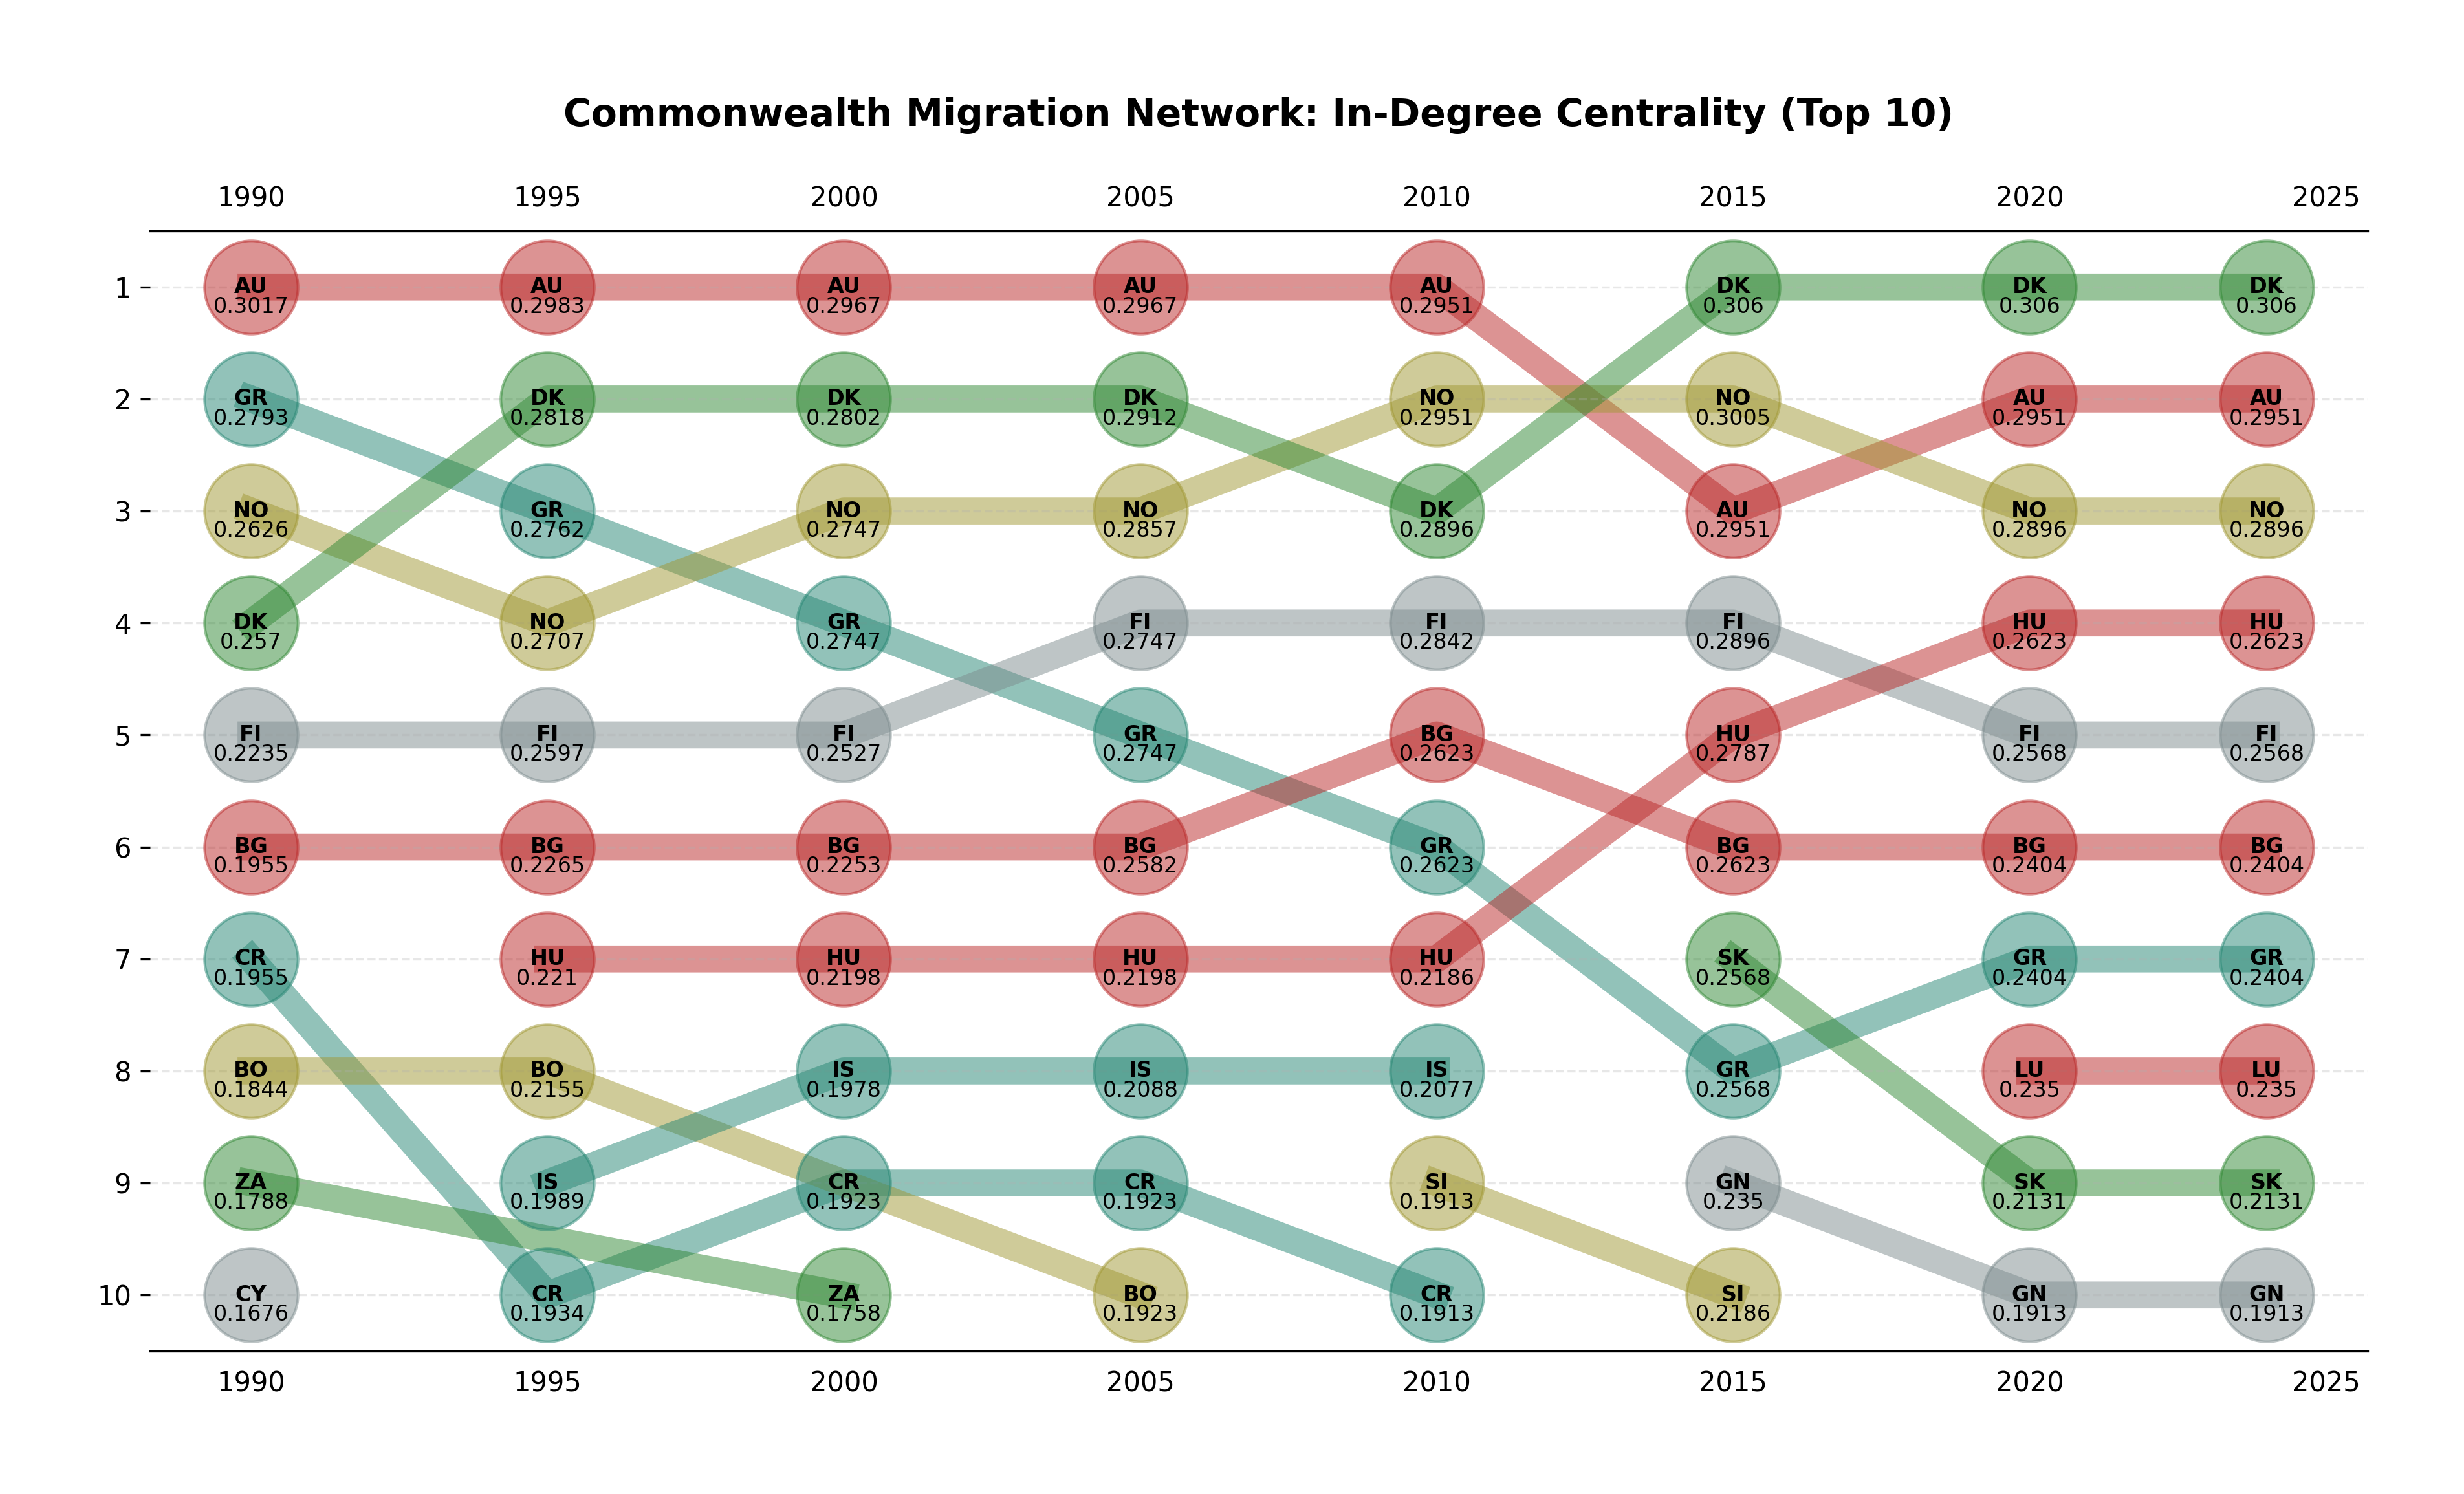 Commonwealth Migration Network: In-Degree Centrality (Top 10)
1990 1995 2000 2005 2010 2015 2020 2025
1 AU AU AU AU AU DK DK DK
0.3017 0.2983 0.2967 0.2967 0.2951 0.306 0.306 0.306
2 GR DK DK DK NO NO AU AU
0.2793 0.2818 0.2802 0.2912 0.2951 0.3005 0.2951 0.2951
3 NO GR NO NO DK AU NO NO
0.2626 0.2762 0.2747 0.2857 0.2896 0.2951 0.2896 0.2896
4 DK NO GR FI FI FI HU HU
0.257 0.2707 0.2747 0.2747 0.2842 0.2896 0.2623 0.2623
5 FI FI FI GR BG HU FI FI
0.2235 0.2597 0.2527 0.2747 0.2623 0.2787 0.2568 0.2568
6 BG BG BG BG GR BG BG BG
0.1955 0.2265 0.2253 0.2582 0.2623 0.2623 0.2404 0.2404
7 CR HU HU HU HU SK GR GR
0.1955 0.221 0.2198 0.2198 0.2186 0.2568 0.2404 0.2404
8 BO BO IS IS IS GR LU LU
0.1844 0.2155 0.1978 0.2088 0.2077 0.2568 0.235 0.235
9 ZA IS CR CR SI GN SK SK
0.1788 0.1989 0.1923 0.1923 0.1913 0.235 0.2131 0.2131
10 CY CR ZA BO CR SI GN GN
0.1676 0.1934 0.1758 0.1923 0.1913 0.2186 0.1913 0.1913
1990 1995 2000 2005 2010 2015 2020 2025